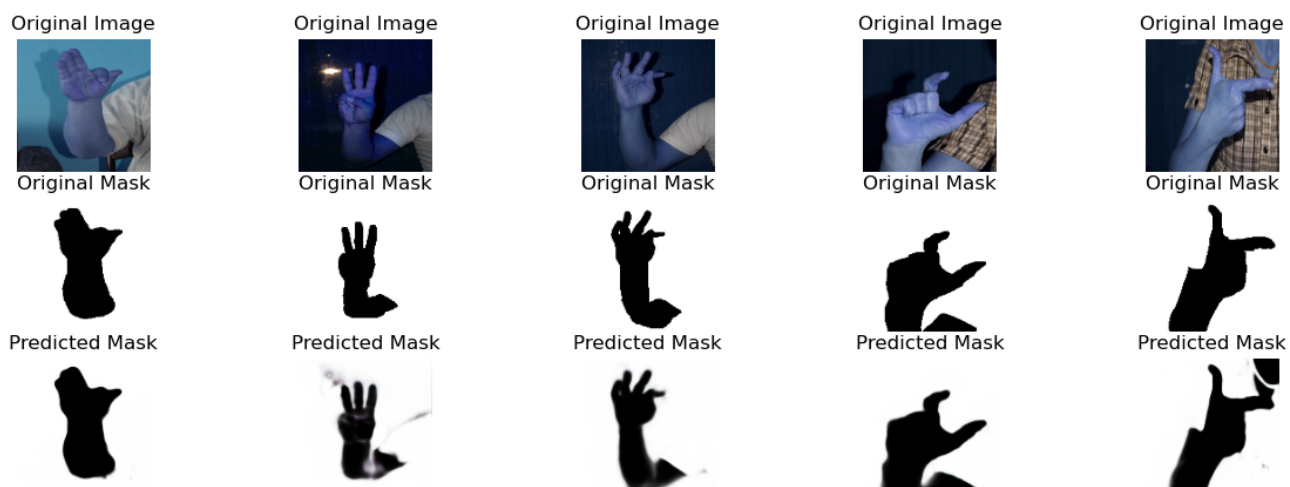 Original Image Original Image Original Image Original Image Original Image
Original Mask Original Mask Original Mask Original Mask Original Mask
Predicted Mask Predicted Mask Predicted Mask Predicted Mask Predicted Mask